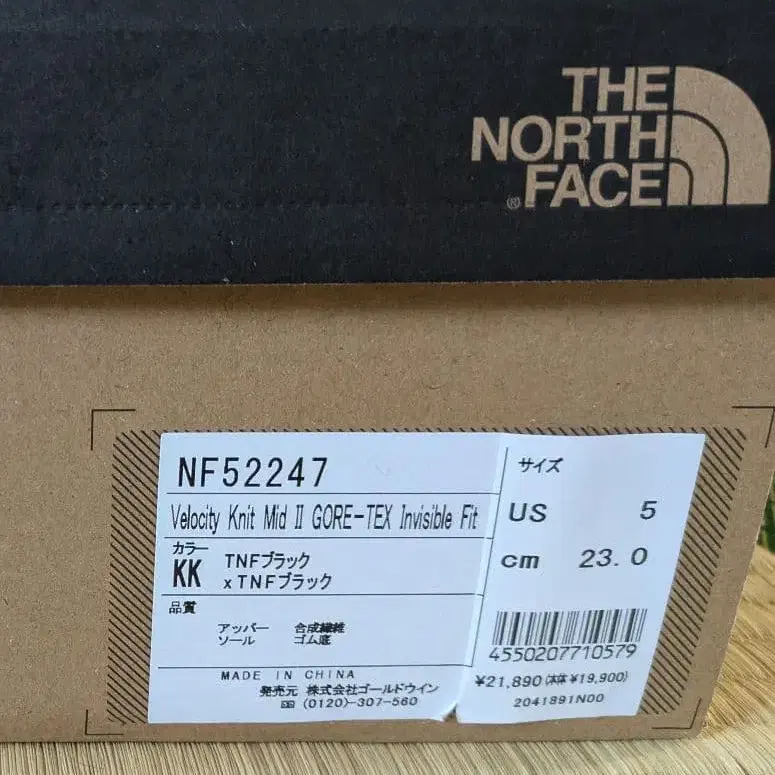 THE
NORTH
FACE
®
NF52247
Velocity Knit Mid II GORE-TEX Invisible Fit
カラー
KK TNFブラック
xTNFブラック
品質
アッパー 合成繊維
ソール ゴム底
MADE IN CHINA
発売元 株式会社ゴールドウイン
(0120)-307-560
サイズ
US 5
cm 23.0
4550207710579
¥21,890(本体¥19,900)
2041891N00